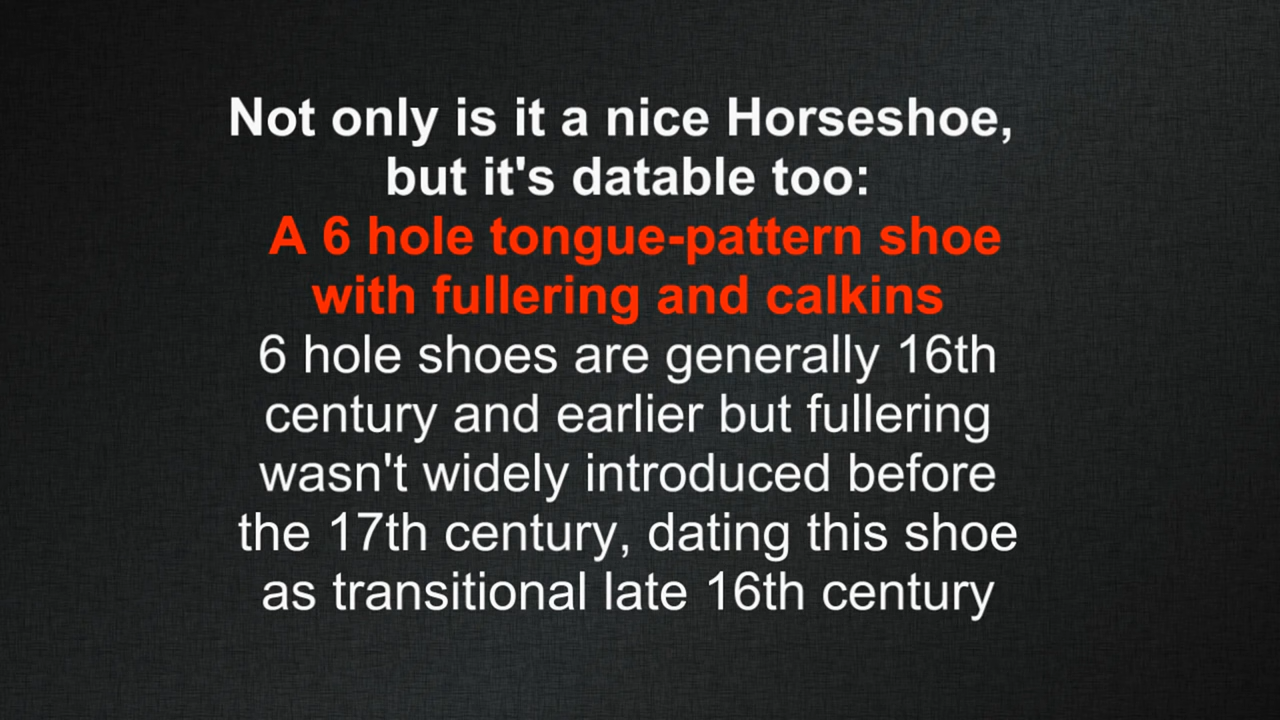 Not only is it a nice Horseshoe,
but it's datable too:
A 6 hole tongue-pattern shoe
with fullering and calkins
6 hole shoes are generally 16th
century and earlier but fullering
wasn't widely introduced before
the 17th century, dating this shoe
as transitional late 16th century